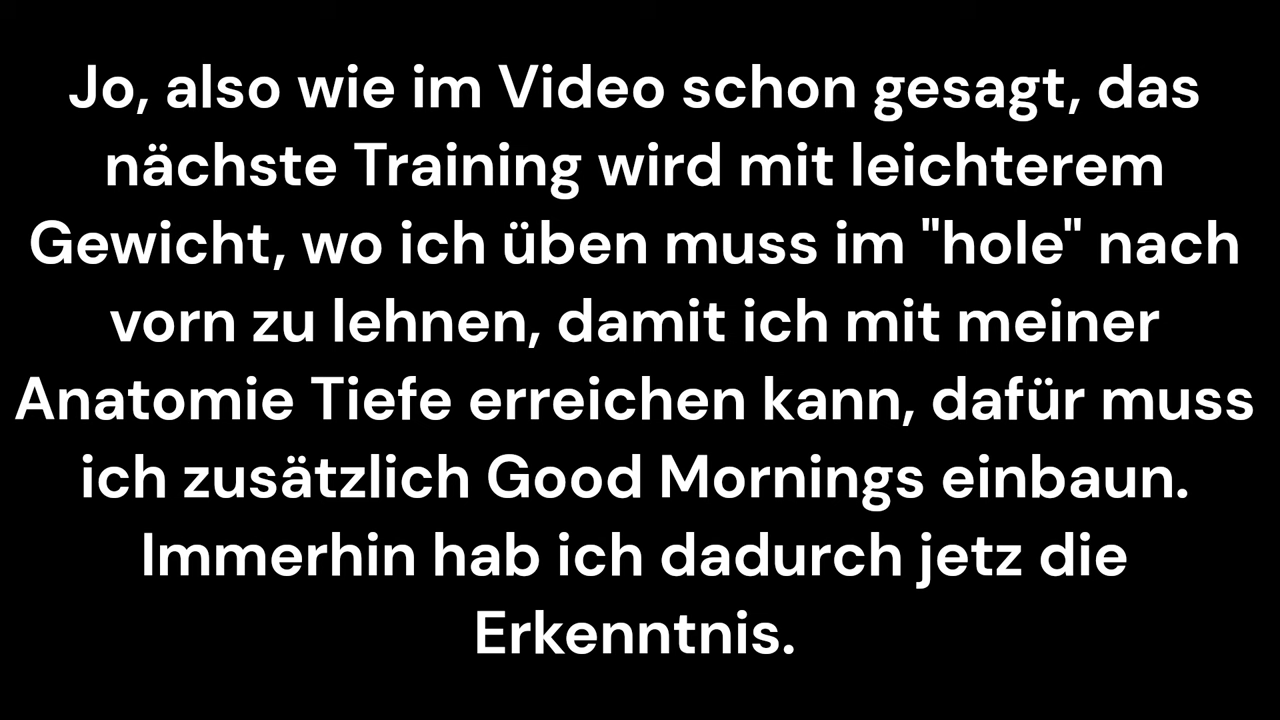 Jo, also wie im Video schon gesagt, das
nächste Training wird mit leichterem
Gewicht, wo ich üben muss im "hole" nach
vorn zu lehnen, damit ich mit meiner
Anatomie Tiefe erreichen kann, dafür muss
ich zusätzlich Good Mornings einbaun.
Immerhin hab ich dadurch jetz die
Erkenntnis.